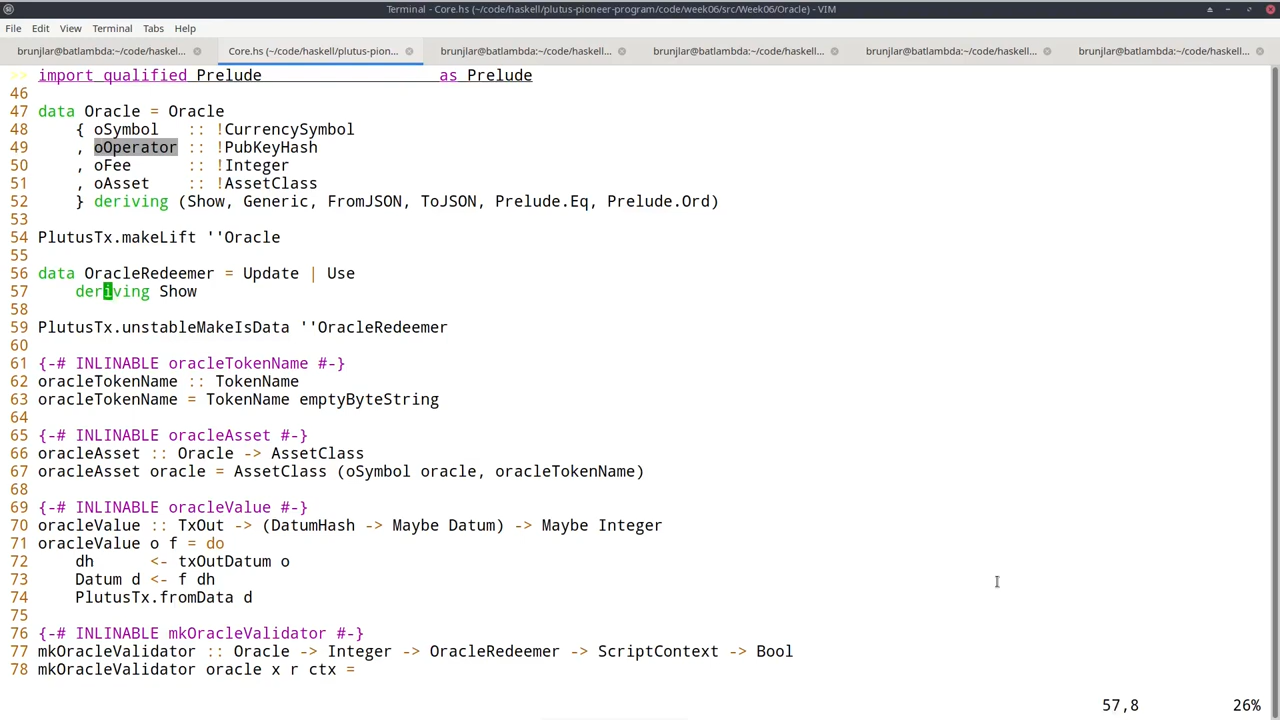 Terminal - Core.hs (~/code/haskell/plutus-pioneer-program/code/week06/src/Week06/Oracle) - VIM
File Edit View Terminal Tabs Help
brunjlar@batlambda:~/code/haskell... Core.hs (~/code/haskell/plutus-pion... brunjlar@batlambda:~/code/haskell... brunjlar@batlambda:~/code/haskell... brunjlar@batlambda:~/code/haskell... brunjlar@batlambda:~/code/haskell...
>> import qualified Prelude                   as Prelude
46
47 data Oracle = Oracle
48     { oSymbol   :: !CurrencySymbol
49     , oOperator :: !PubKeyHash
50     , oFee      :: !Integer
51     , oAsset    :: !AssetClass
52     } deriving (Show, Generic, FromJSON, ToJSON, Prelude.Eq, Prelude.Ord)
53
54 PlutusTx.makeLift ''Oracle
55
56 data OracleRedeemer = Update | Use
57     deriving Show
58
59 PlutusTx.unstableMakeIsData ''OracleRedeemer
60
61 {-# INLINABLE oracleTokenName #-}
62 oracleTokenName :: TokenName
63 oracleTokenName = TokenName emptyByteString
64
65 {-# INLINABLE oracleAsset #-}
66 oracleAsset :: Oracle -> AssetClass
67 oracleAsset oracle = AssetClass (oSymbol oracle, oracleTokenName)
68
69 {-# INLINABLE oracleValue #-}
70 oracleValue :: TxOut -> (DatumHash -> Maybe Datum) -> Maybe Integer
71 oracleValue o f = do
72     dh      <- txOutDatum o
73     Datum d <- f dh
74     PlutusTx.fromData d
75
76 {-# INLINABLE mkOracleValidator #-}
77 mkOracleValidator :: Oracle -> Integer -> OracleRedeemer -> ScriptContext -> Bool
78 mkOracleValidator oracle x r ctx =
57,8 26%